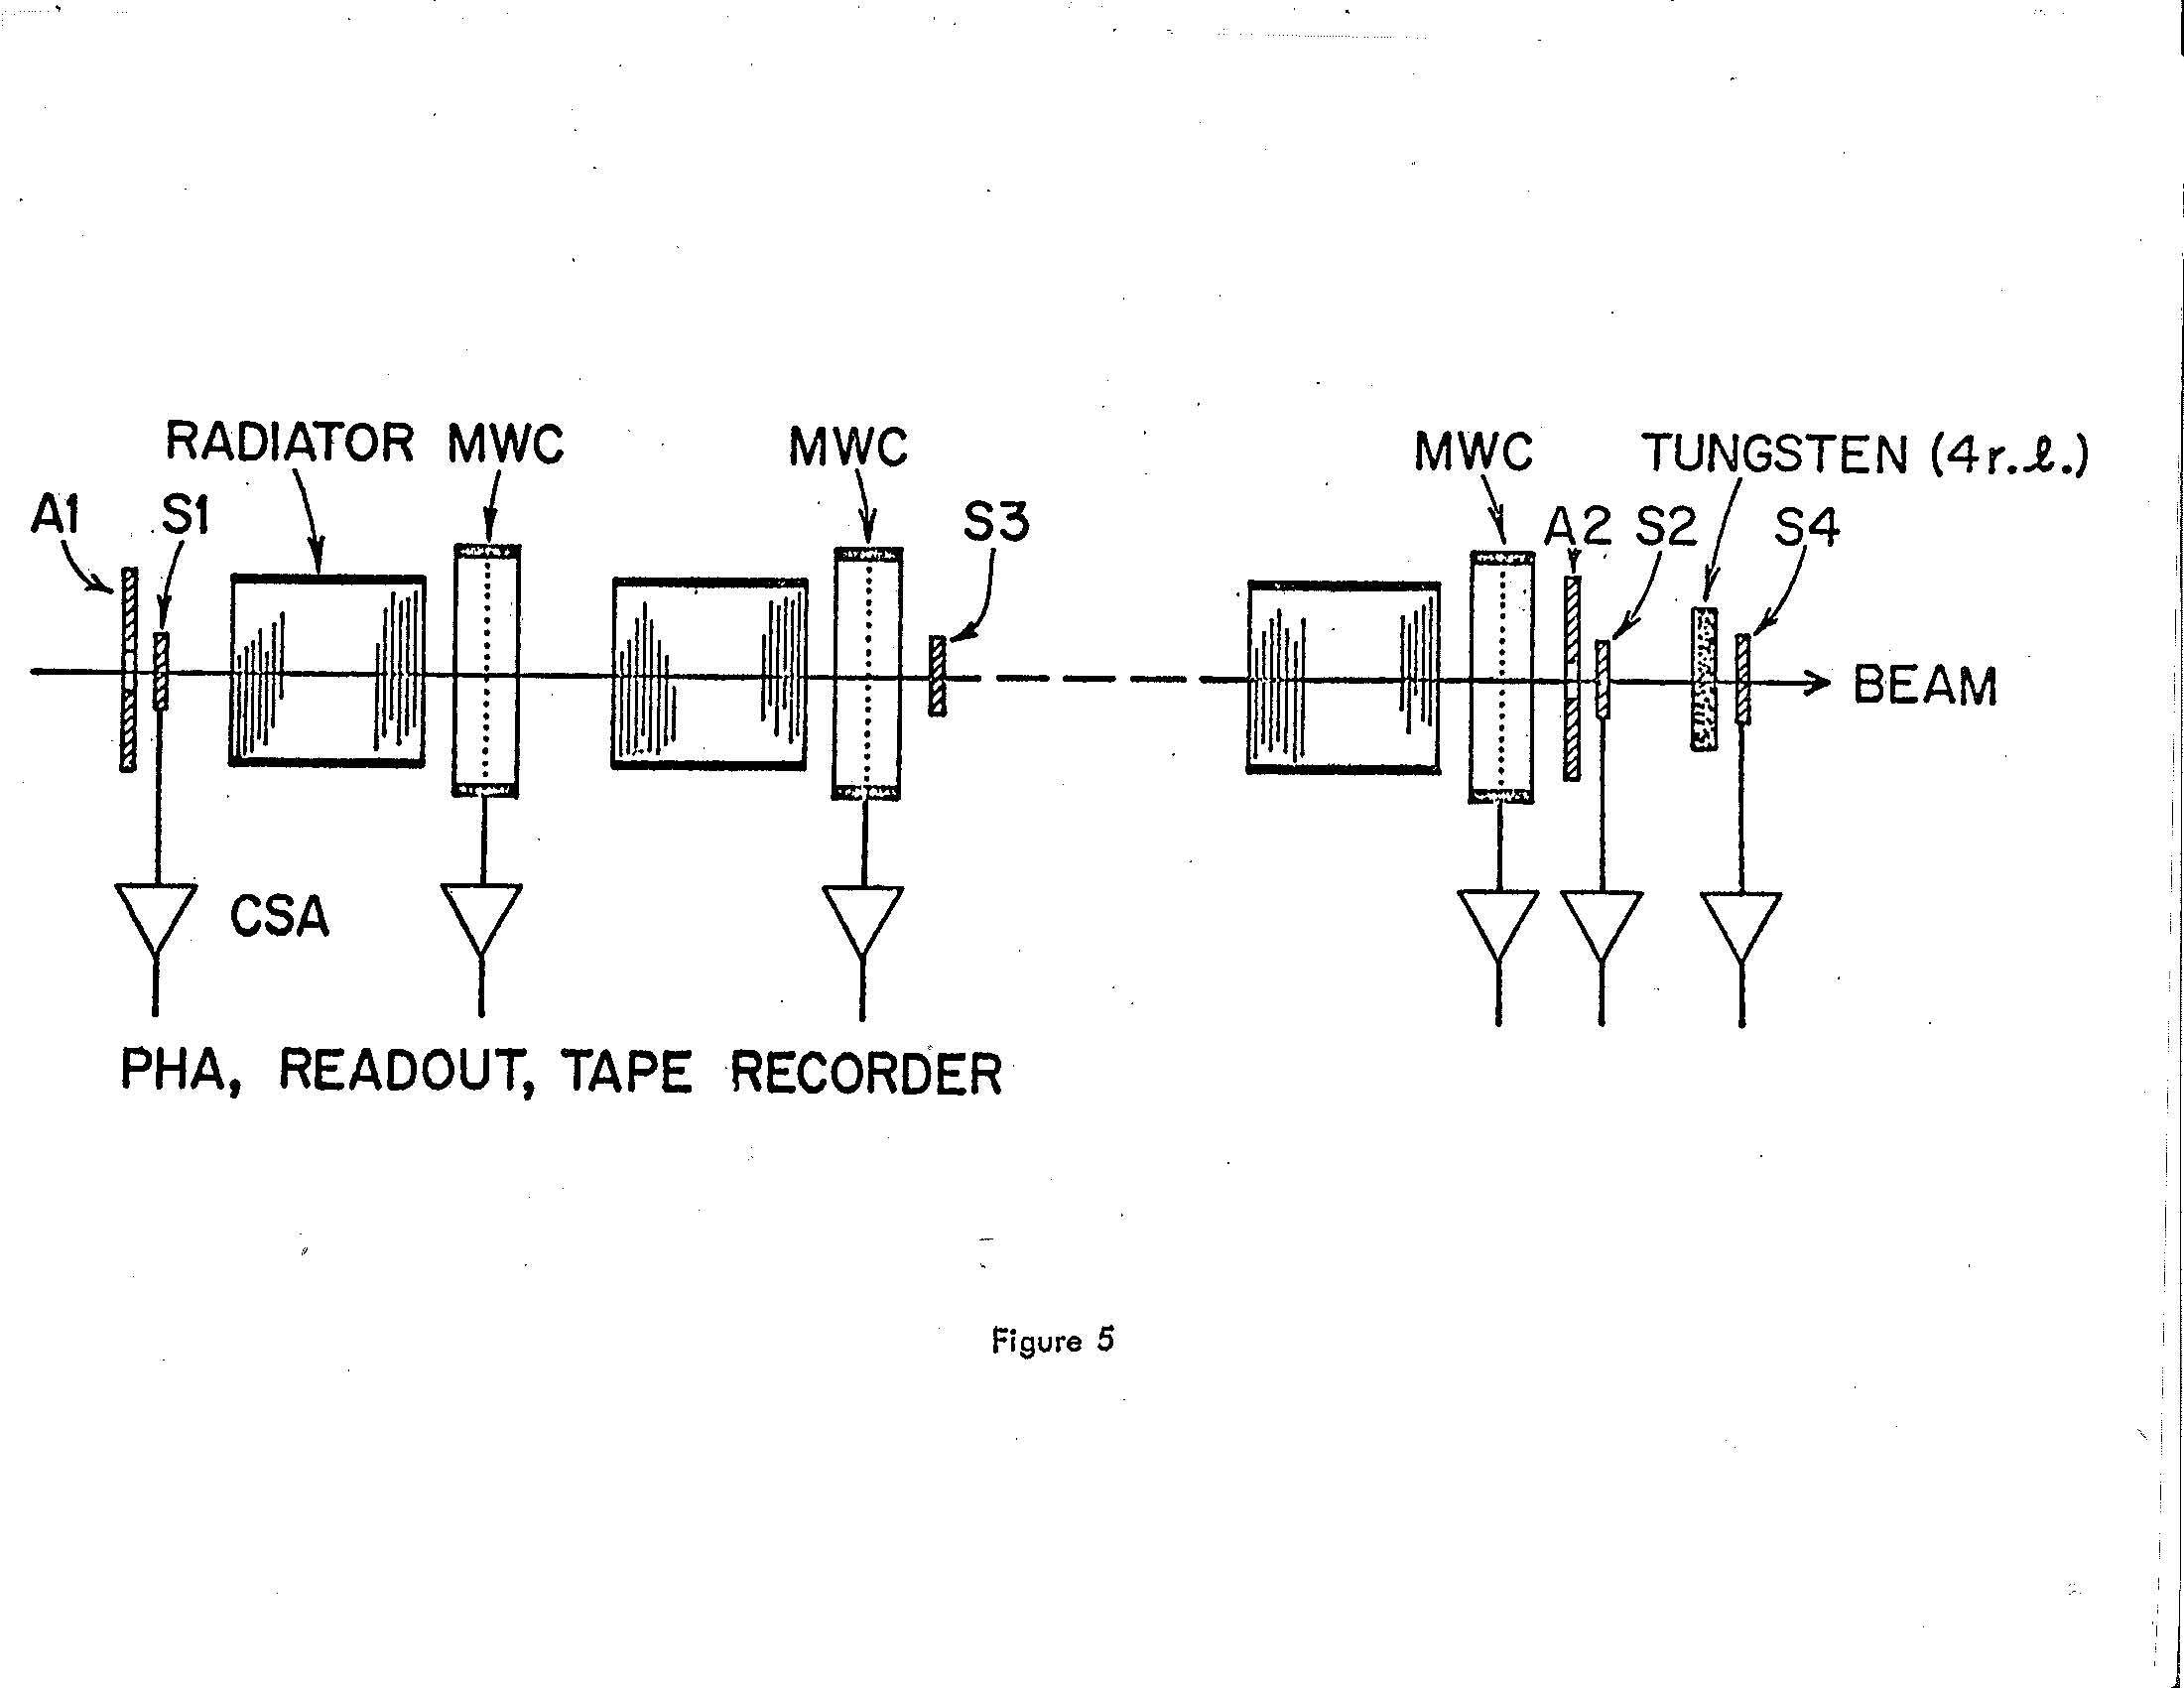 RADIATOR MWC
MWC
MWC
TUNGSTEN (4r.l.)
A1
S1
S3
A2
S2
S4
BEAM
CSA
PHA, READOUT, TAPE RECORDER
Figure 5